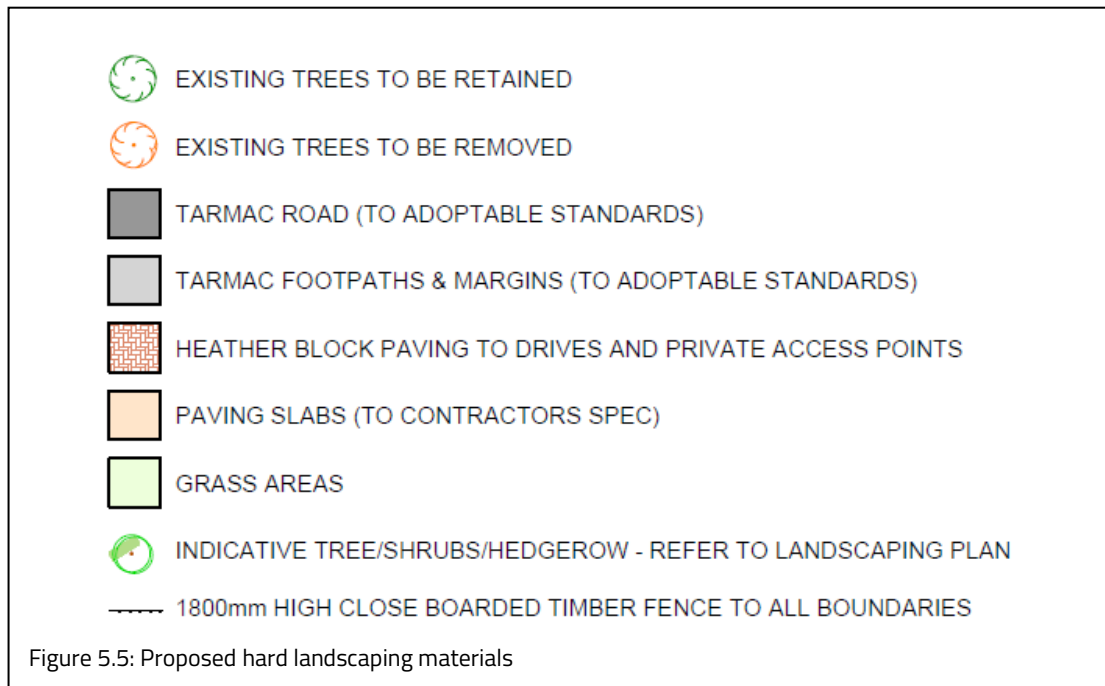 EXISTING TREES TO BE RETAINED
EXISTING TREES TO BE REMOVED
TARMAC ROAD (TO ADOPTABLE STANDARDS)
TARMAC FOOTPATHS & MARGINS (TO ADOPTABLE STANDARDS)
HEATHER BLOCK PAVING TO DRIVES AND PRIVATE ACCESS POINTS
PAVING SLABS (TO CONTRACTORS SPEC)
GRASS AREAS
INDICATIVE TREE/SHRUBS/HEDGEROW - REFER TO LANDSCAPING PLAN
1800mm HIGH CLOSE BOARDED TIMBER FENCE TO ALL BOUNDARIES
Figure 5.5: Proposed hard landscaping materials